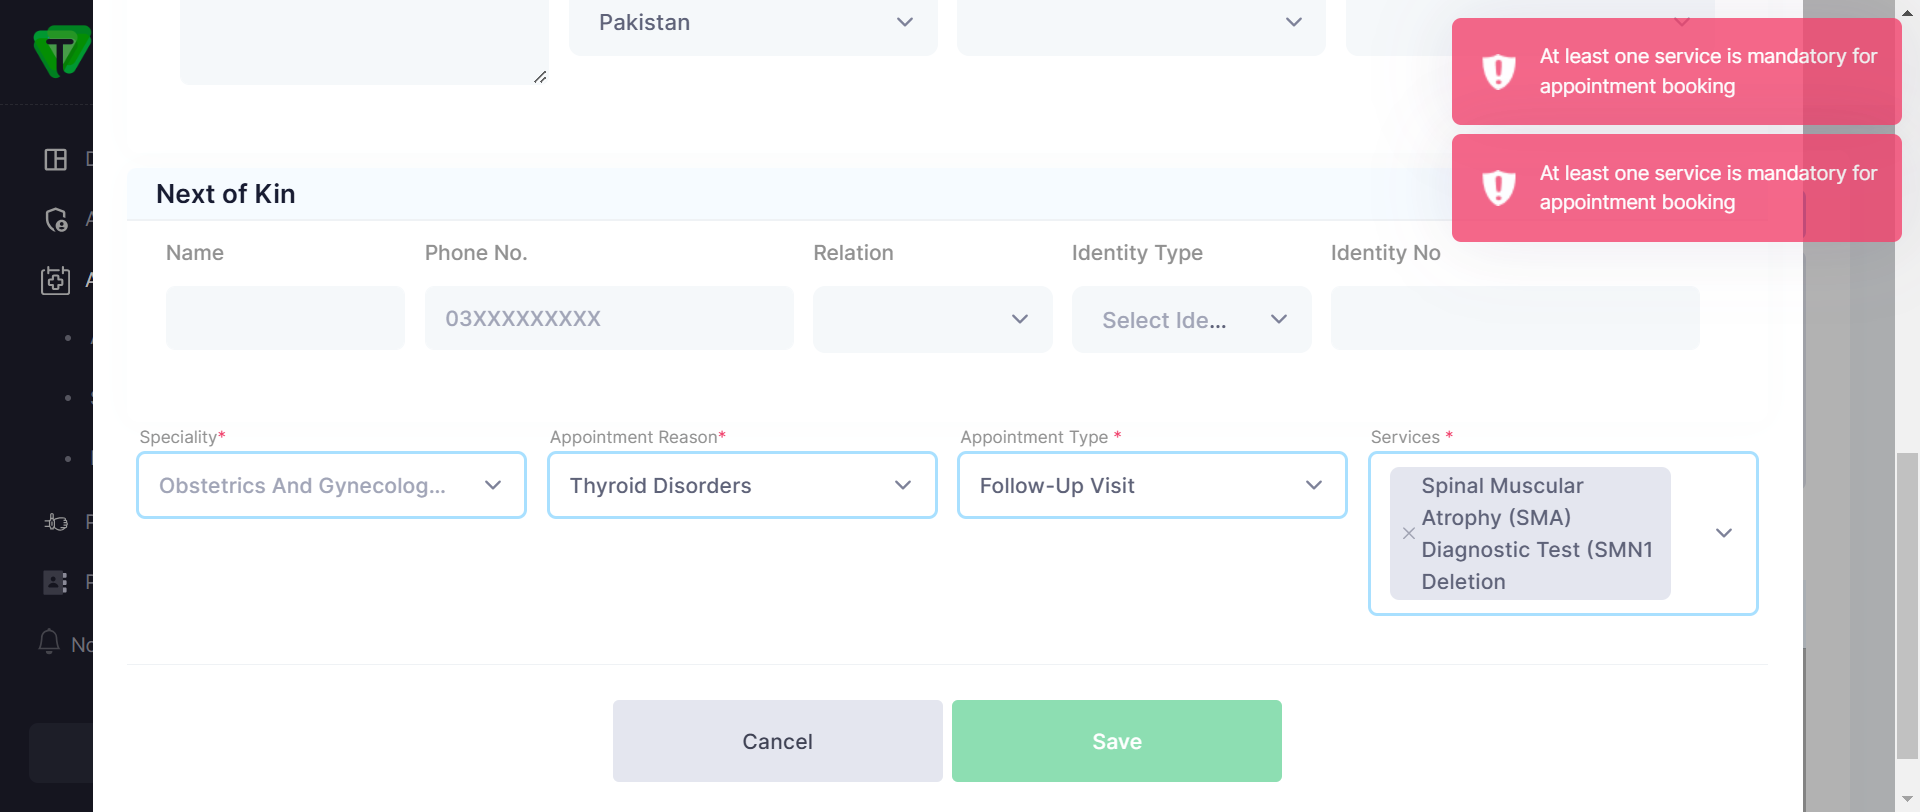 T
Pakistan
At least one service is mandatory for
appointment booking
At least one service is mandatory for
appointment booking
Next of Kin
Name
Phone No.
Relation
Identity Type
Identity No
03XXXXXXXXX
Select Ide...
Speciality*
Appointment Reason*
Appointment Type *
Services *
Obstetrics And Gynecolog...
Thyroid Disorders
Follow-Up Visit
Spinal Muscular
Atrophy (SMA)
Diagnostic Test (SMN1
Deletion
No
Cancel
Save